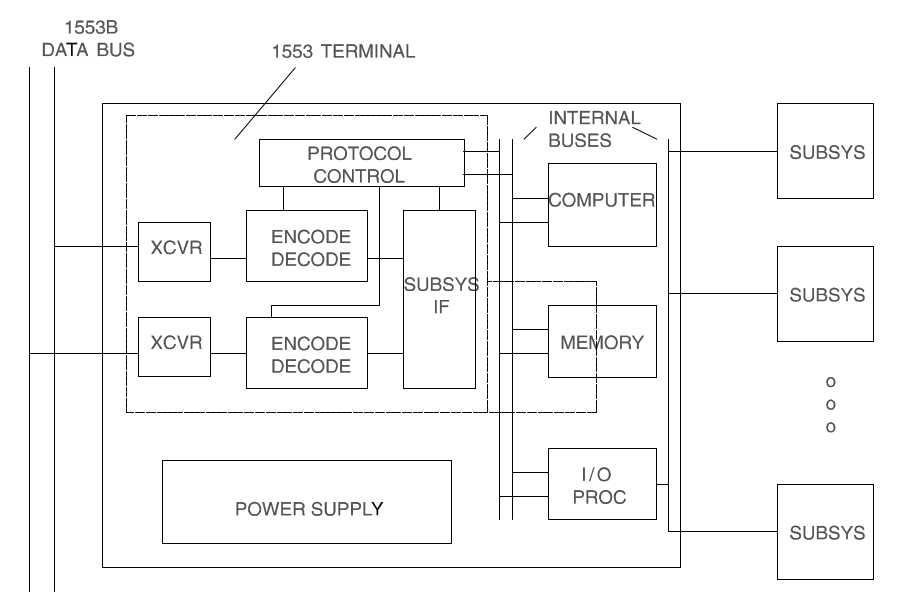 1553B
DATA BUS
1553 TERMINAL
INTERNAL
BUSES
PROTOCOL
CONTROL
SUBSYS
COMPUTER
XCVR
ENCODE
DECODE
SUBSYS
IF
SUBSYS
XCVR
ENCODE
DECODE
MEMORY
o
o
o
I/O
PROC
POWER SUPPLY
SUBSYS